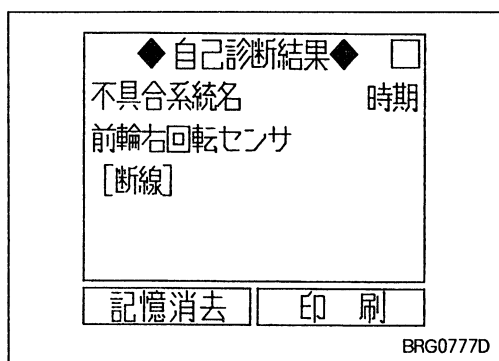 ◆自己診断結果◆ □
不具合系統名 時期
前輪右回転センサ
[断線]
記憶消去 印 刷
BRG0777D